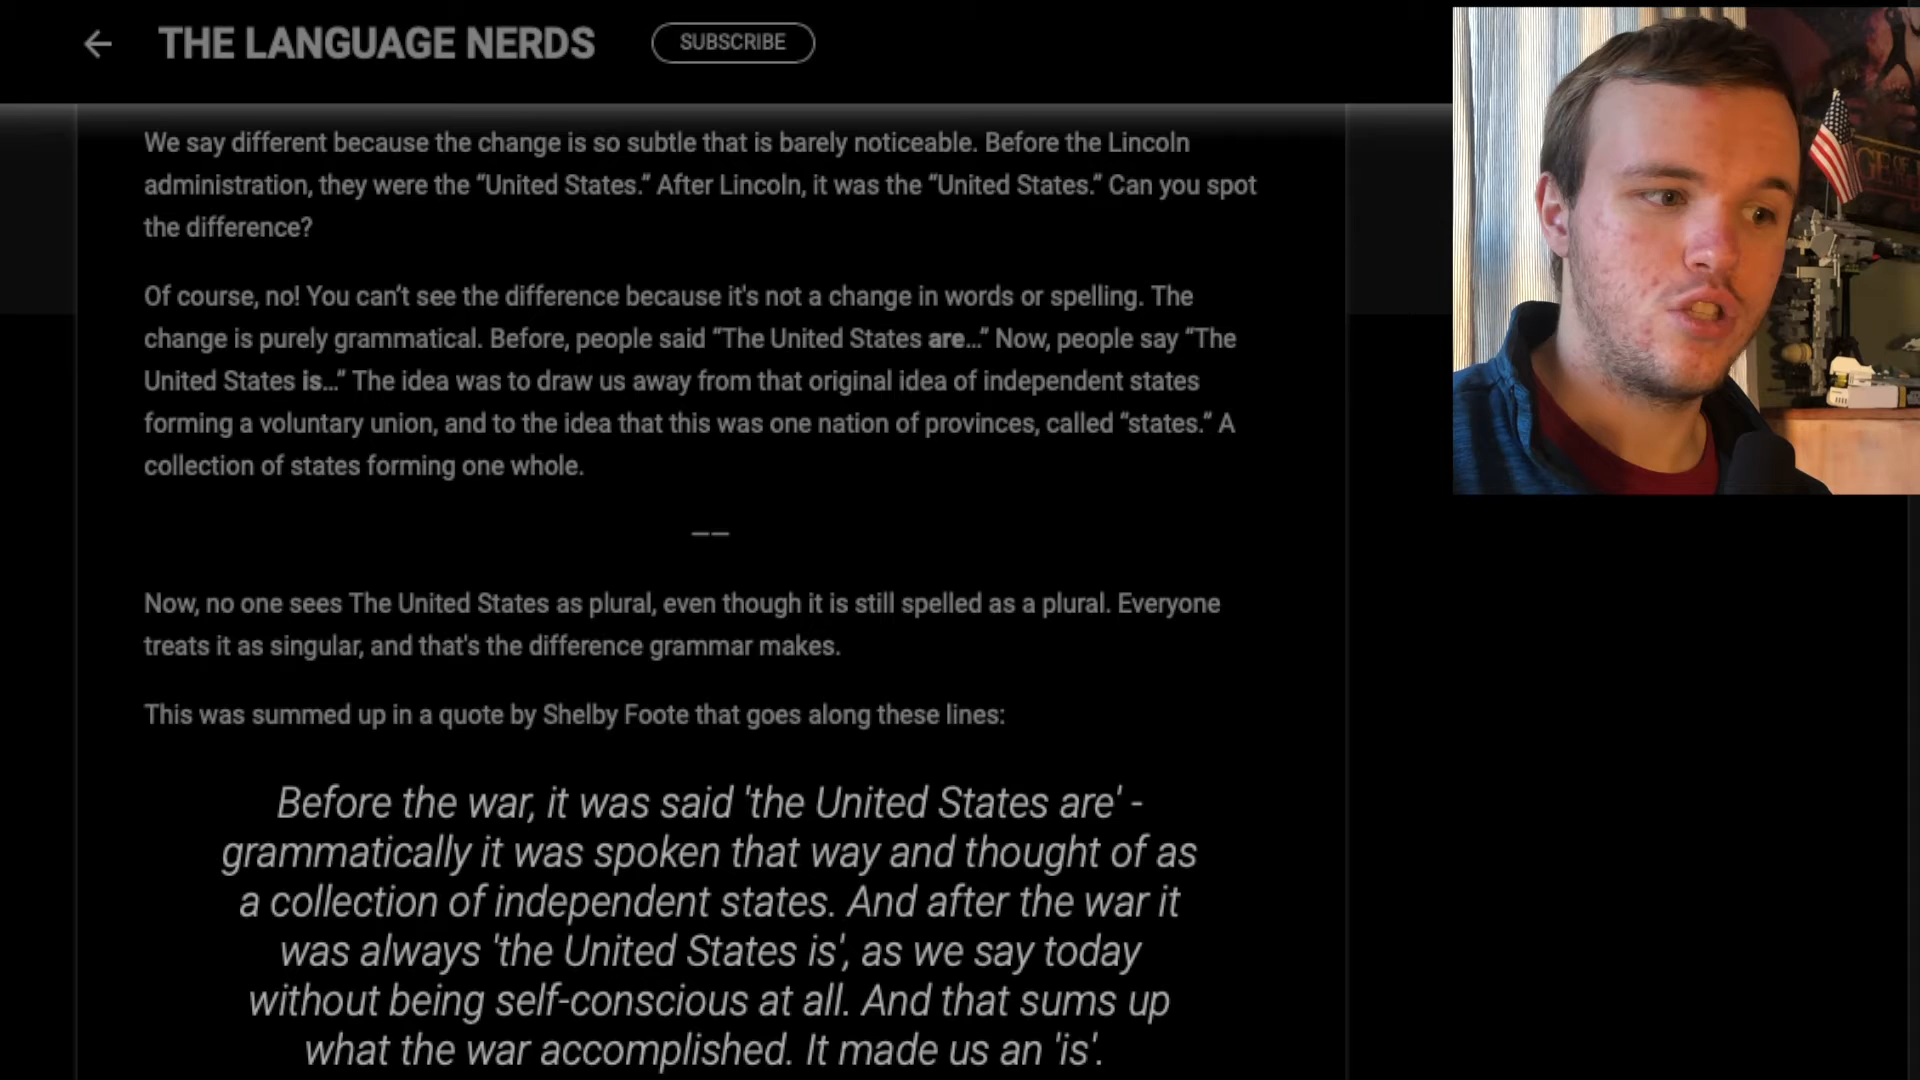 THE LANGUAGE NERDS
SUBSCRIBE
We say different because the change is so subtle that is barely noticeable. Before the Lincoln
administration, they were the “United States.” After Lincoln, it was the “United States.” Can you spot
the difference?
Of course, no! You can’t see the difference because it's not a change in words or spelling. The
change is purely grammatical. Before, people said “The United States are…” Now, people say “The
United States is…” The idea was to draw us away from that original idea of independent states
forming a voluntary union, and to the idea that this was one nation of provinces, called “states.” A
collection of states forming one whole.
——
Now, no one sees The United States as plural, even though it is still spelled as a plural. Everyone
treats it as singular, and that's the difference grammar makes.
This was summed up in a quote by Shelby Foote that goes along these lines:
Before the war, it was said 'the United States are' -
grammatically it was spoken that way and thought of as
a collection of independent states. And after the war it
was always 'the United States is', as we say today
without being self-conscious at all. And that sums up
what the war accomplished. It made us an 'is'.